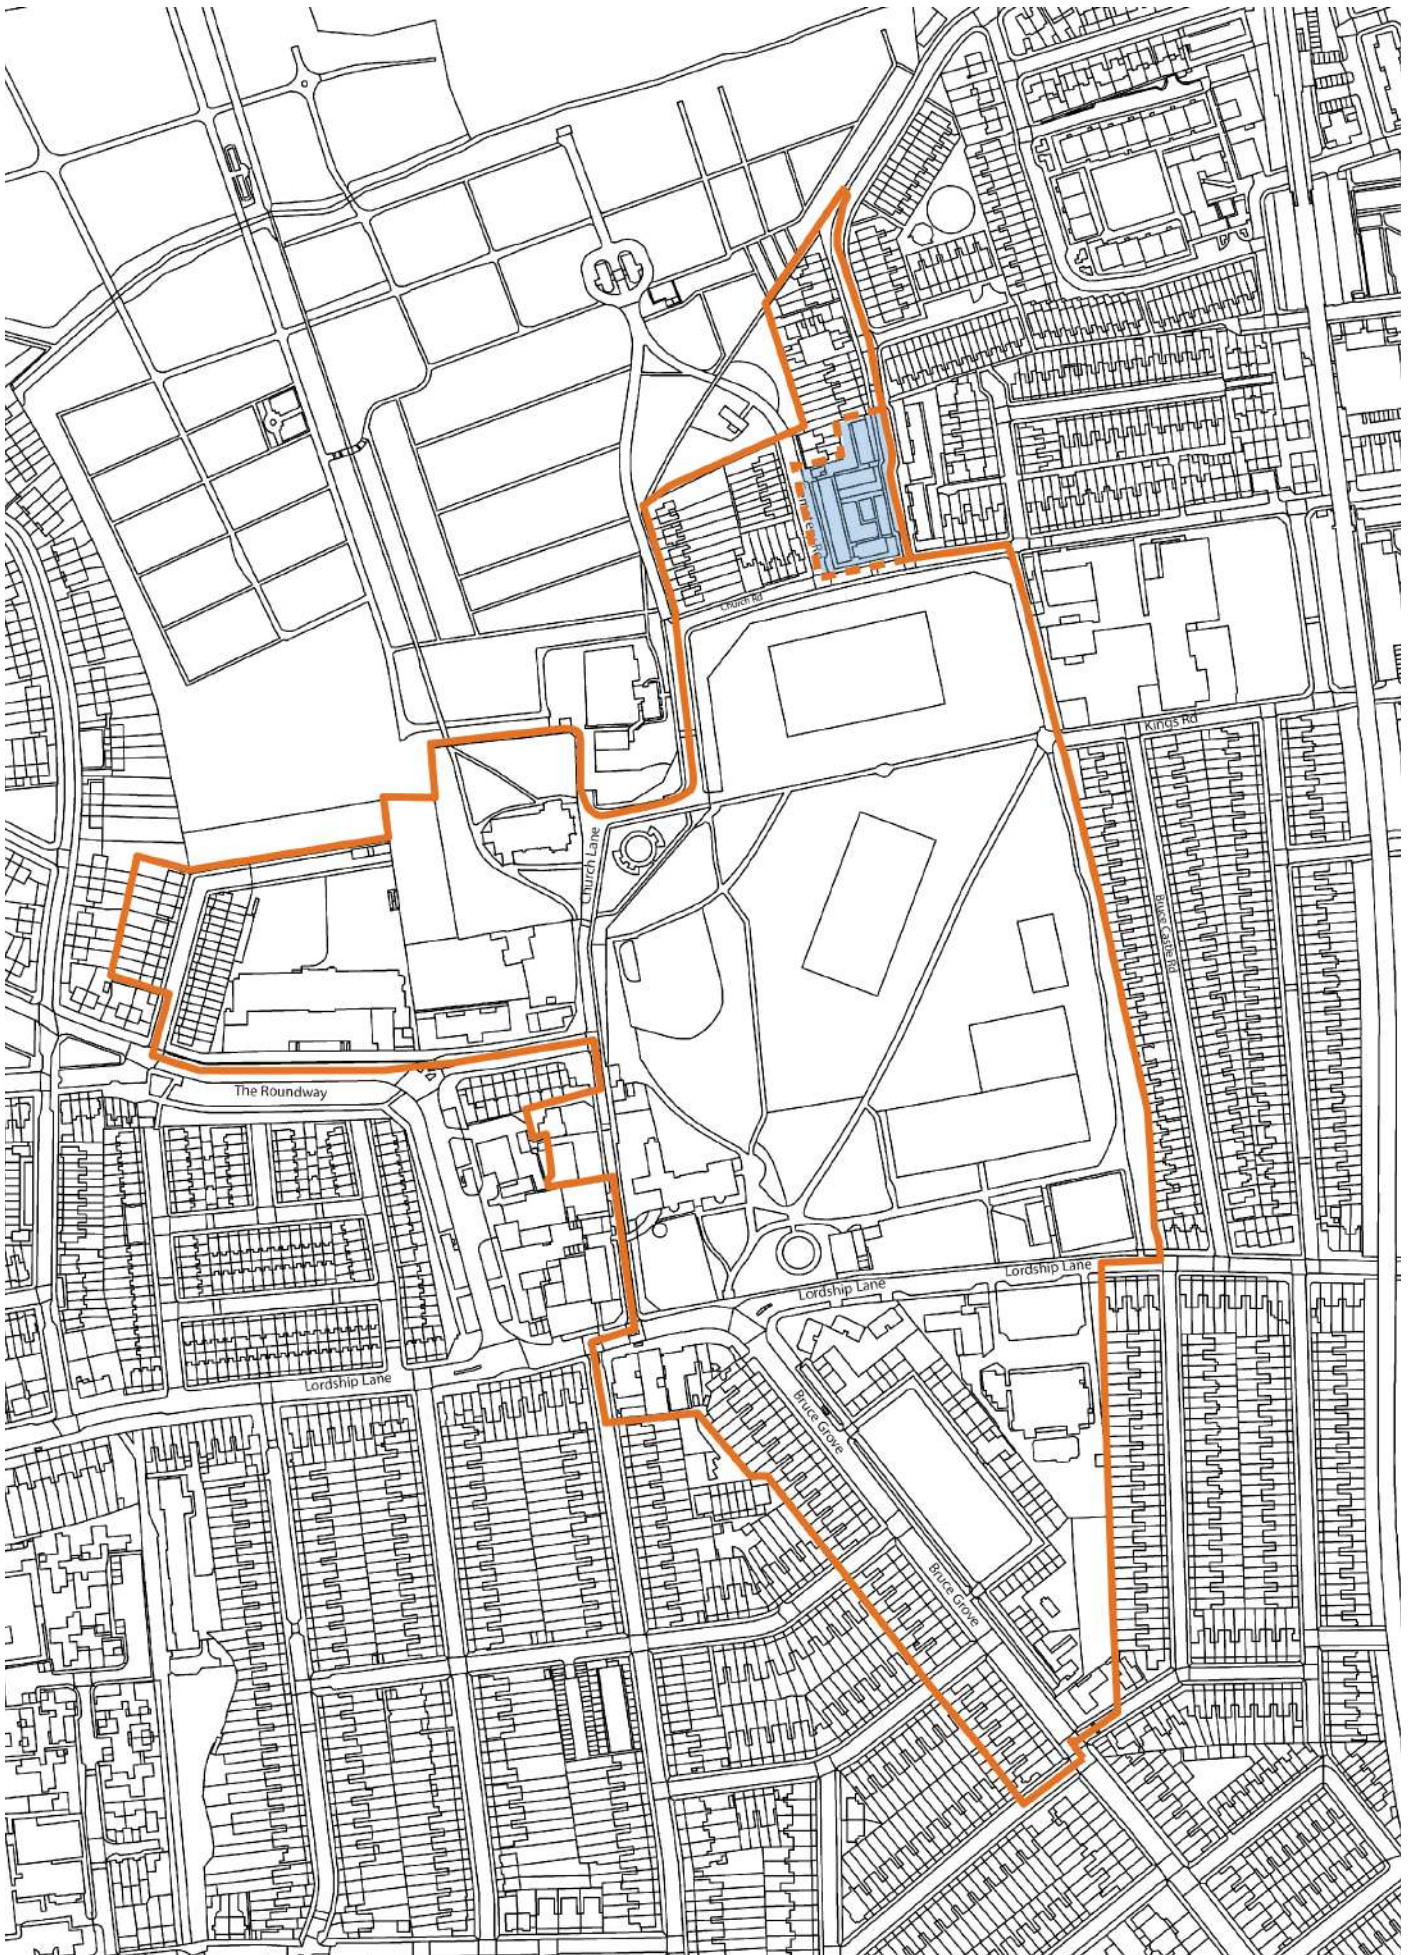 Church Rd
Kings Rd
Church Lane
Bruce Castle Rd
The Roundway
Lordship Lane
Lordship Lane
Lordship Lane
Bruce Grove
Bruce Grove